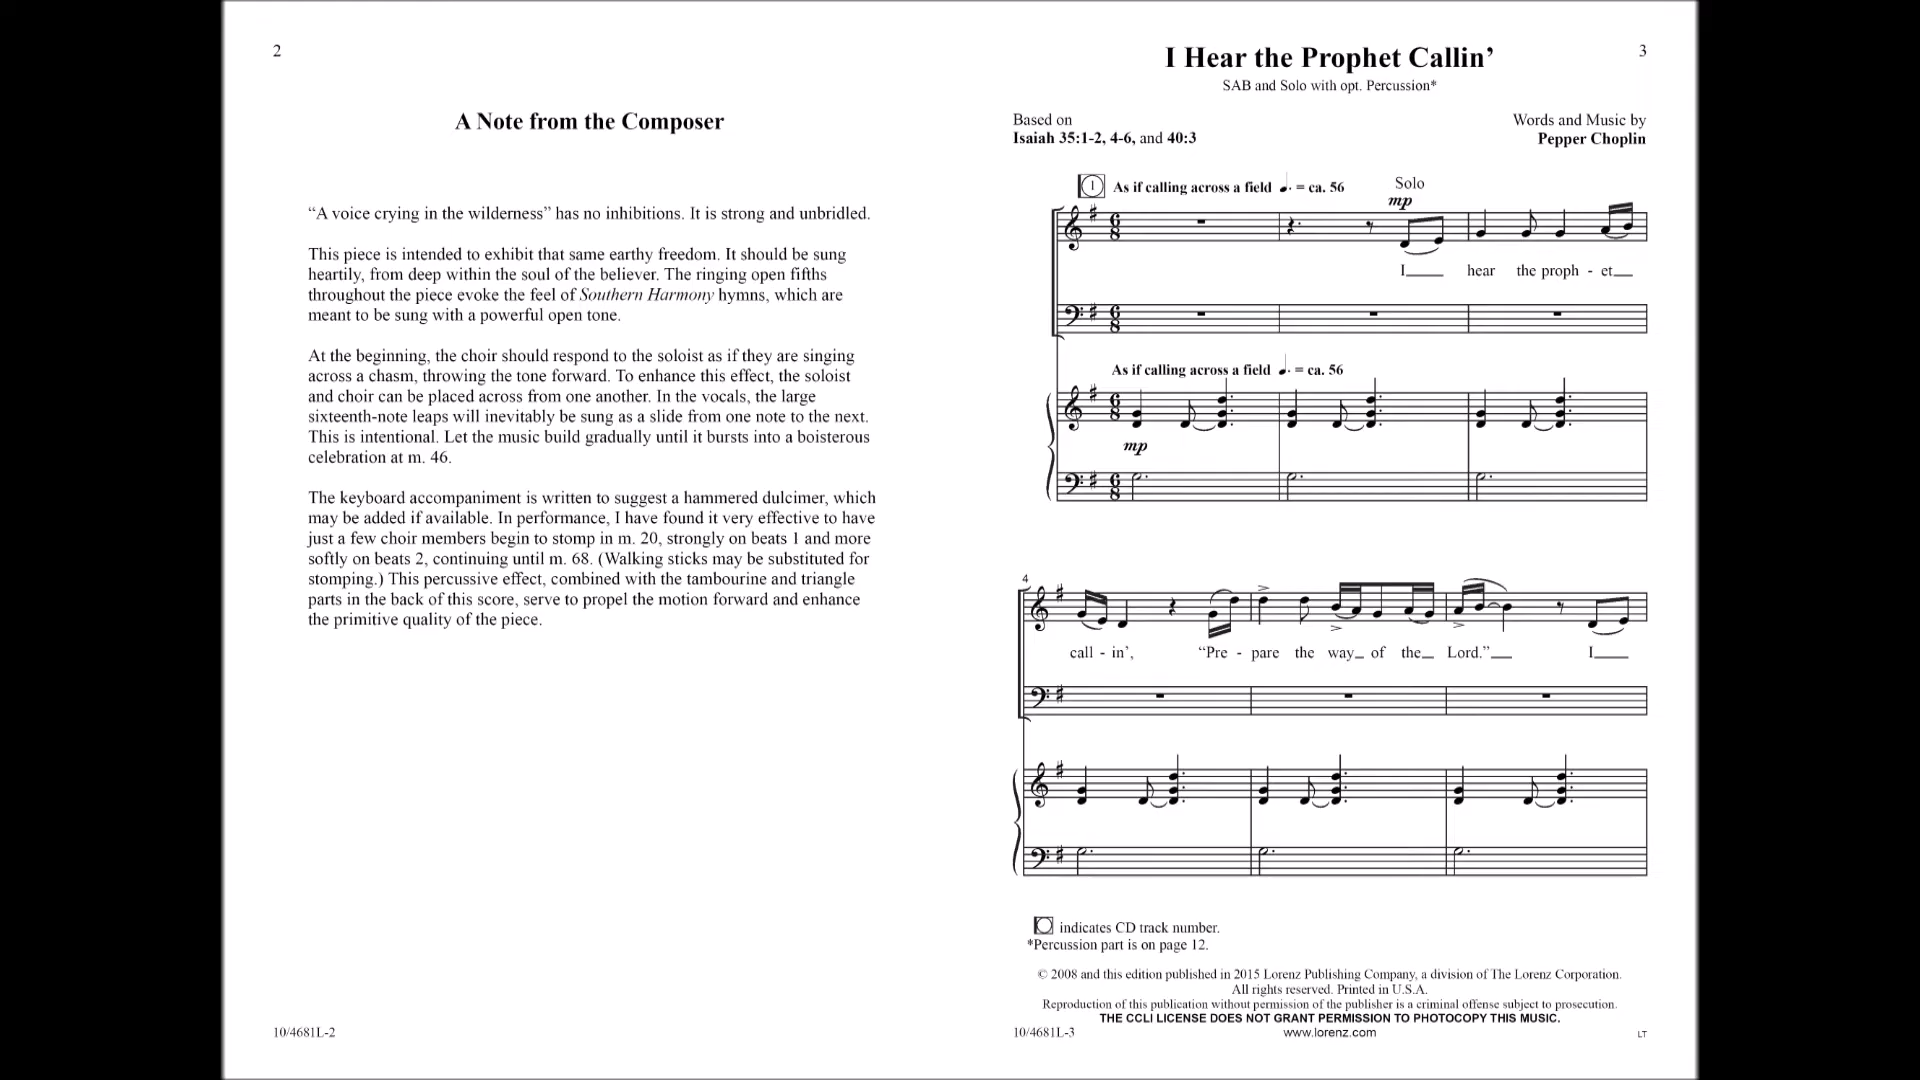 2
A Note from the Composer
“A voice crying in the wilderness” has no inhibitions. It is strong and unbridled.
This piece is intended to exhibit that same earthy freedom. It should be sung
heartily, from deep within the soul of the believer. The ringing open fifths
throughout the piece evoke the feel of Southern Harmony hymns, which are
meant to be sung with a powerful open tone.
At the beginning, the choir should respond to the soloist as if they are singing
across a chasm, throwing the tone forward. To enhance this effect, the soloist
and choir can be placed across from one another. In the vocals, the large
sixteenth-note leaps will inevitably be sung as a slide from one note to the next.
This is intentional. Let the music build gradually until it bursts into a boisterous
celebration at m. 46.
The keyboard accompaniment is written to suggest a hammered dulcimer, which
may be added if available. In performance, I have found it very effective to have
just a few choir members begin to stomp in m. 20, strongly on beats 1 and more
softly on beats 2, continuing until m. 68. (Walking sticks may be substituted for
stomping.) This percussive effect, combined with the tambourine and triangle
parts in the back of this score, serve to propel the motion forward and enhance
the primitive quality of the piece.
10/4681L-2
I Hear the Prophet Callin’
3
SAB and Solo with opt. Percussion*
Based on
Isaiah 35:1-2, 4-6, and 40:3
Words and Music by
Pepper Choplin
1 As if calling across a field ♩. = ca. 56
Solo
mp
6
8
I___ hear the proph - et___
6
8
As if calling across a field ♩. = ca. 56
6
8
mp
6
8
4
call - in’, “Pre - pare the way_ of the_ Lord.”__ I___
indicates CD track number.
*Percussion part is on page 12.
© 2008 and this edition published in 2015 Lorenz Publishing Company, a division of The Lorenz Corporation.
All rights reserved. Printed in U.S.A.
Reproduction of this publication without permission of the publisher is a criminal offense subject to prosecution.
THE CCLI LICENSE DOES NOT GRANT PERMISSION TO PHOTOCOPY THIS MUSIC.
10/4681L-3
www.lorenz.com
LT